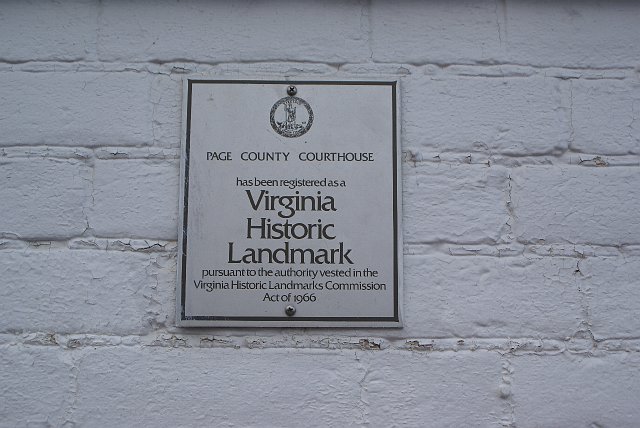 PAGE COUNTY COURTHOUSE
has been registered as a
Virginia
Historic
Landmark
pursuant to the authority vested in the
Virginia Historic Landmarks Commission
Act of 1966